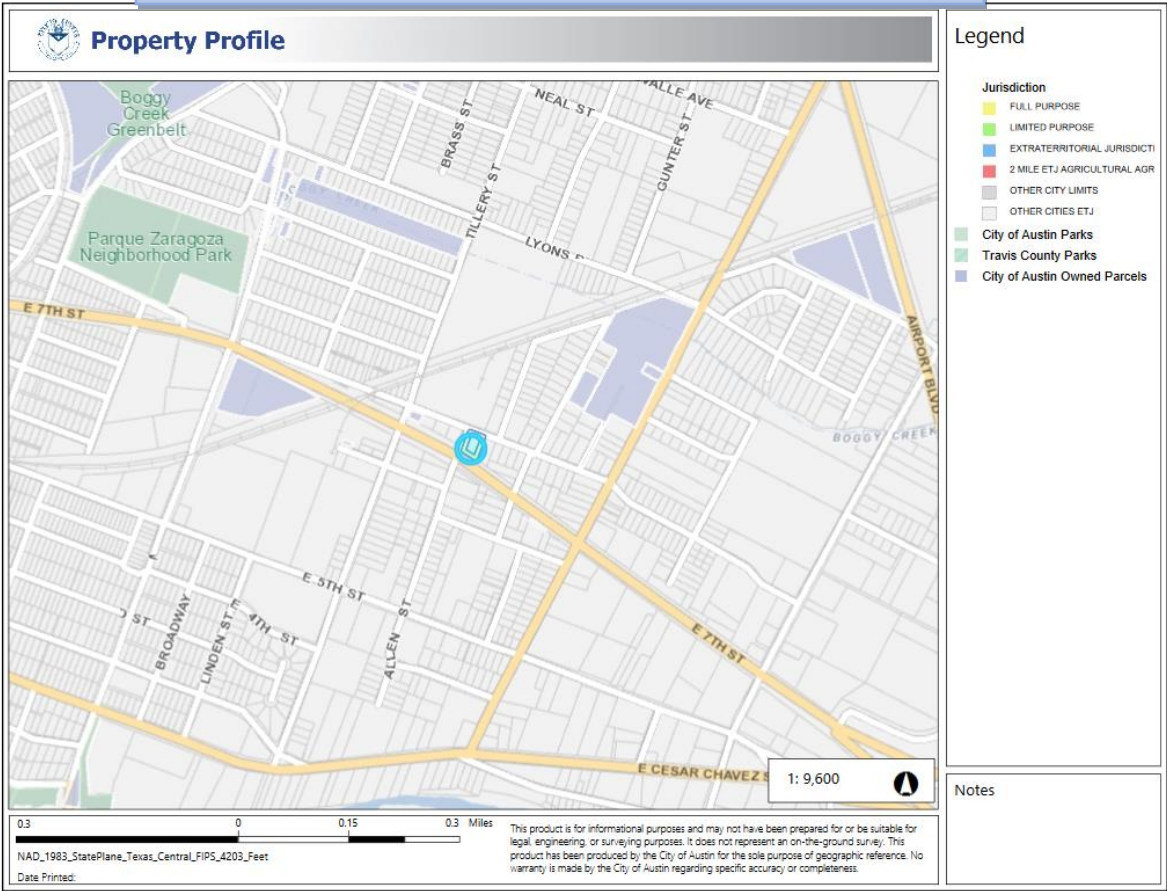 Property Profile
Legend
Jurisdiction
FULL PURPOSE
LIMITED PURPOSE
EXTRATERRITORIAL JURISDICTI
2 MILE ETJ AGRICULTURAL AGR
OTHER CITY LIMITS
OTHER CITIES ETJ
City of Austin Parks
Travis County Parks
City of Austin Owned Parcels
Boggy
Creek
Greenbelt
NEAL ST
VALLE AVE
BRASS ST
TILLERY ST
GUNTER ST
Parque Zaragoza
Neighborhood Park
LYONS
E 7TH ST
AIRPORT BLVD
BOGGY CREEK
E 5TH ST
4TH ST
D ST
BROADWAY
LINDEN ST
ALLEN ST
E 7TH ST
E CESAR CHAVEZ S
1: 9,600
Notes
0.3 0 0.15 0.3 Miles
NAD_1983_StatePlane_Texas_Central_FIPS_4203_Feet
Date Printed:
This product is for informational purposes and may not have been prepared for or be suitable for
legal, engineering, or surveying purposes. It does not represent an on-the-ground survey. This
product has been produced by the City of Austin for the sole purpose of geographic reference. No
warranty is made by the City of Austin regarding specific accuracy or completeness.